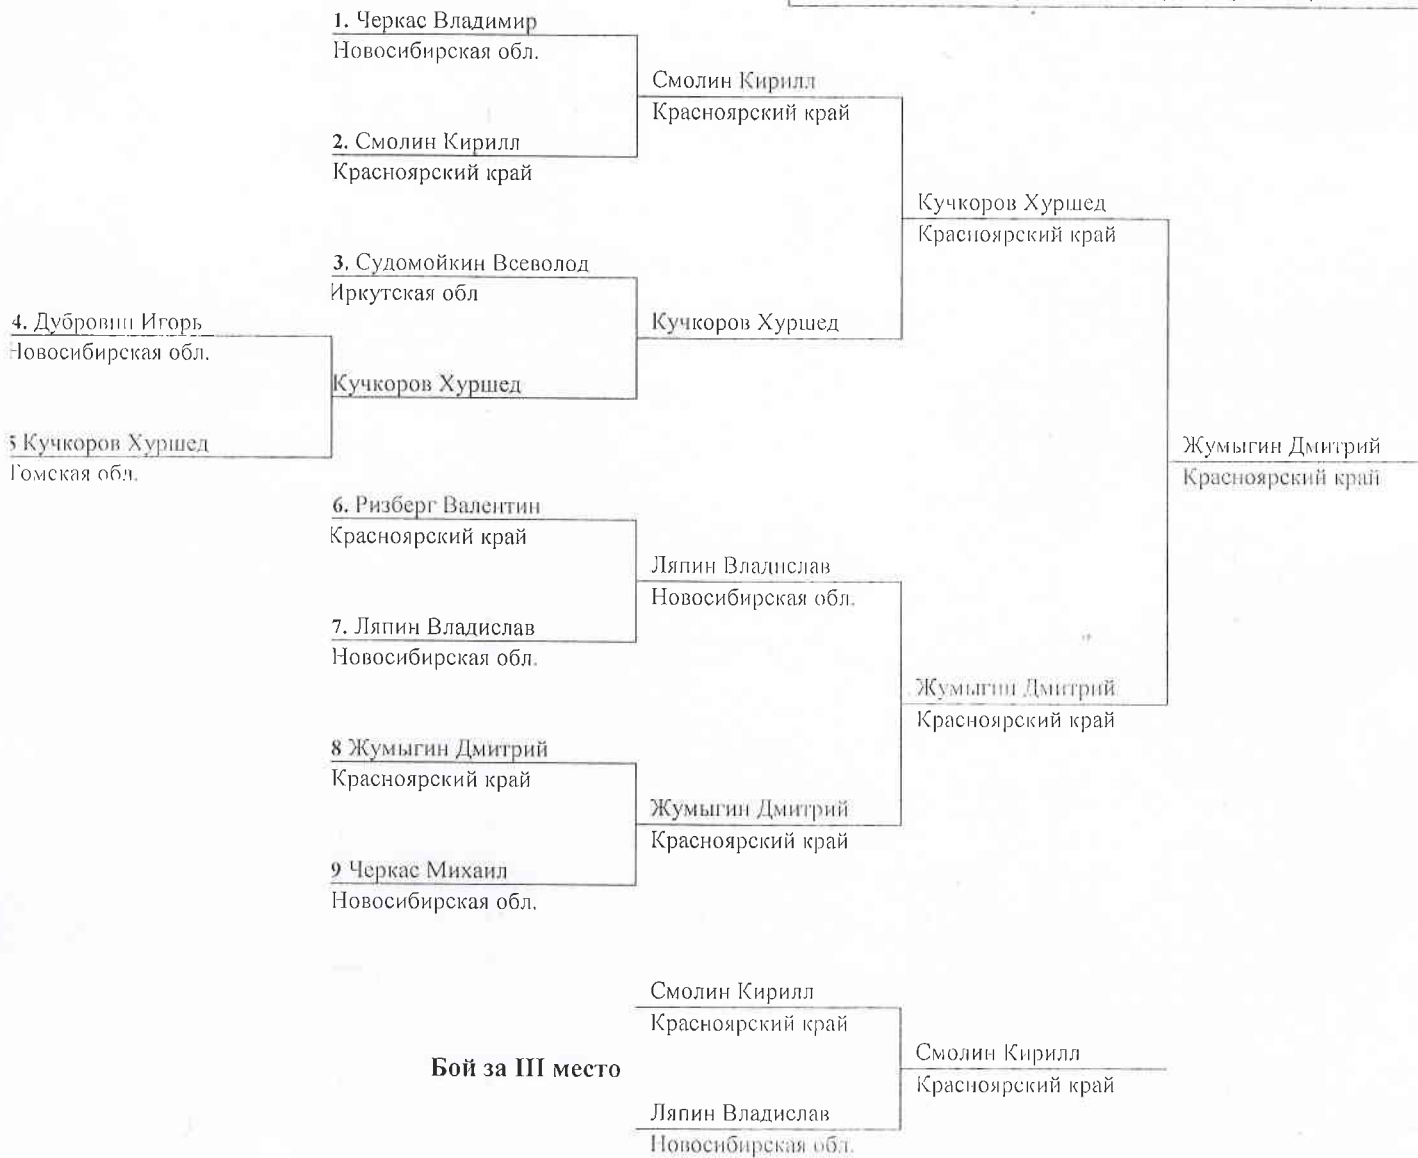 1. Черкас Владимир
Новосибирская обл.
Смолин Кирилл
Красноярский край
2. Смолин Кирилл
Красноярский край
Кучкоров Хуршед
Красноярский край
3. Судомойкин Всеволод
Иркутская обл
4. Дубровин Игорь
Новосибирская обл.
Кучкоров Хуршед
Кучкоров Хуршед
5 Кучкоров Хуршед
Томская обл.
Жумыгин Дмитрий
Красноярский край
6. Ризберг Валентин
Красноярский край
Ляпин Владислав
Новосибирская обл.
7. Ляпин Владислав
Новосибирская обл.
Жумыгин Дмитрий
Красноярский край
8 Жумыгин Дмитрий
Красноярский край
Жумыгин Дмитрий
Красноярский край
9 Черкас Михаил
Новосибирская обл.
Смолин Кирилл
Красноярский край
Бой за III место
Смолин Кирилл
Красноярский край
Ляпин Владислав
Новосибирская обл.